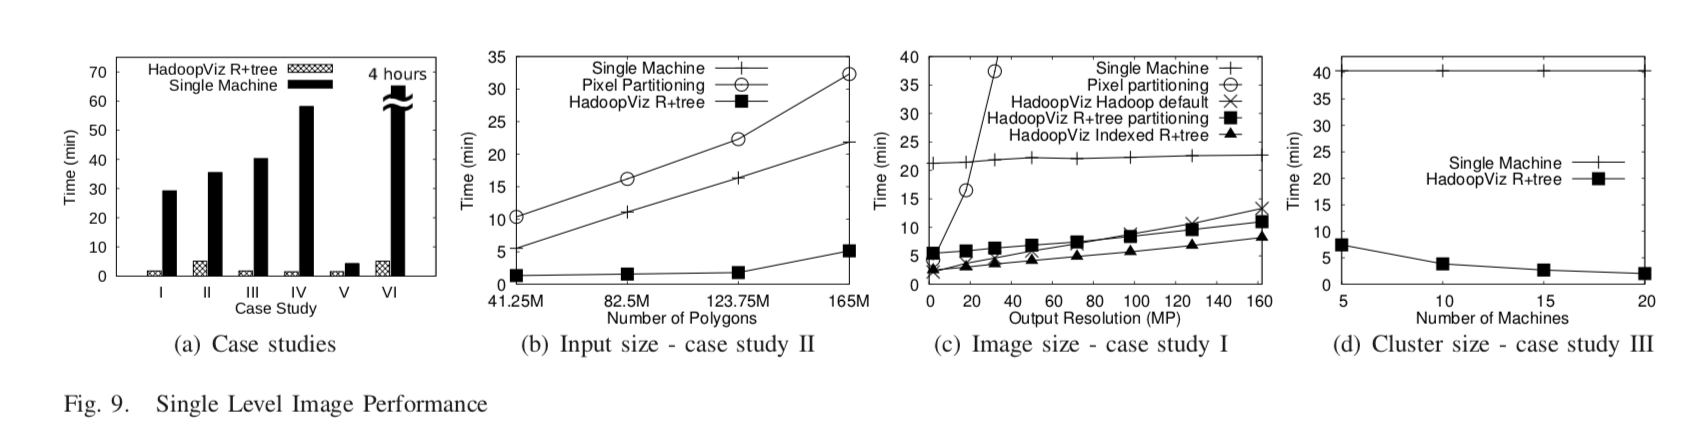 HadoopViz R+tree
Single Machine
4 hours
70
60
50
40
30
20
10
0
Time (min)
I II III IV V VI
Case Study
(a) Case studies
Single Machine
Pixel Partitioning
HadoopViz R+tree
35
30
25
20
15
10
5
0
Time (min)
41.25M 82.5M 123.75M 165M
Number of Polygons
(b) Input size - case study II
Single Machine
Pixel partitioning
HadoopViz Hadoop default
HadoopViz R+tree partitioning
HadoopViz Indexed R+tree
40
35
30
25
20
15
10
5
0
Time (min)
0 20 40 60 80 100 120 140 160
Output Resolution (MP)
(c) Image size - case study I
Single Machine
HadoopViz R+tree
40
35
30
25
20
15
10
5
0
Time (min)
5 10 15 20
Number of Machines
(d) Cluster size - case study III
Fig. 9. Single Level Image Performance